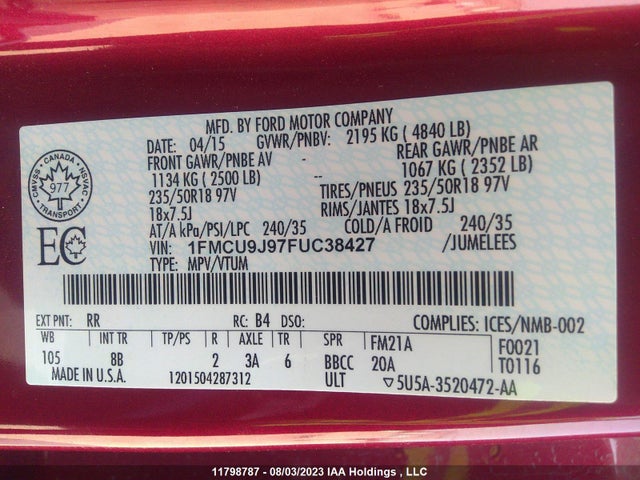 MFD. BY FORD MOTOR COMPANY
DATE: 04/15 GVWR/PNBV: 2195 KG ( 4840 LB)
FRONT GAWR/PNBE AV - REAR GAWR/PNBE AR
1134 KG ( 2500 LB) - 1067 KG ( 2352 LB)
235/50R18 97V TIRES/PNEUS 235/50R18 97V
18x7.5J RIMS/JANTES 18x7.5J
AT/A kPa/PSI/LPC 240/35 COLD/A FROID 240/35
VIN: 1FMCU9J97FUC38427 /JUMELEES
TYPE: MPV/VTUM
CMVSS · CANADA · NSVAC
977
TRANSPORT
EC
EXT PNT: RR RC: B4 DSO: COMPLIES: ICES/NMB-002
WB INT TR TP/PS R AXLE TR SPR FM21A F0021
105 8B 2 3A 6 BBCC 20A T0116
MADE IN U.S.A. 1201504287312 ULT ▽5U5A-3520472-AA
11798787 - 08/03/2023 IAA Holdings , LLC